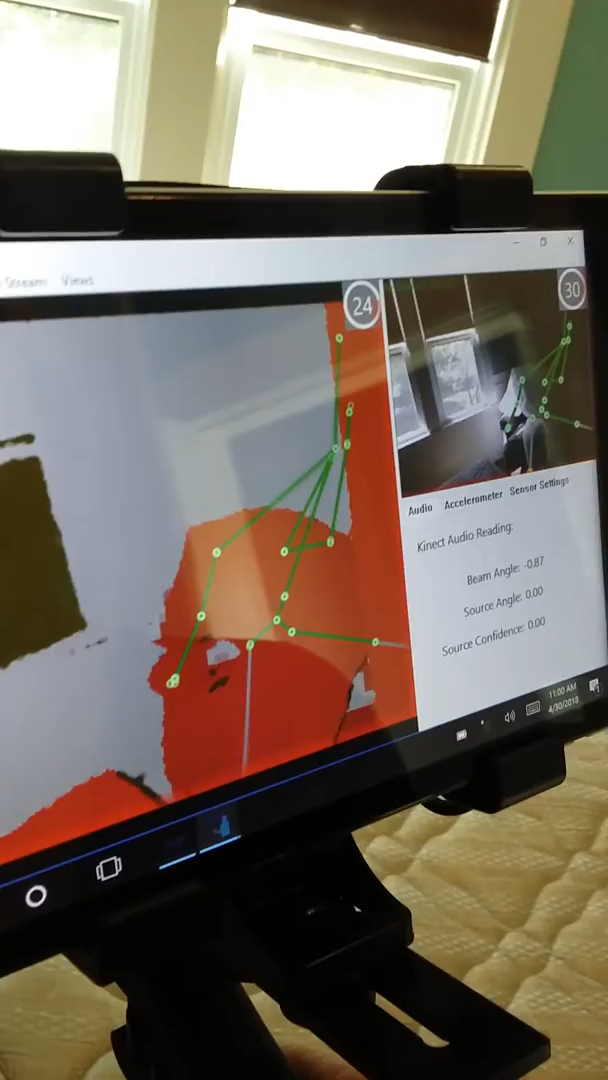 Stream Views
24
30
Audio Accelerometer Sensor Settings
Kinect Audio Reading:
Beam Angle: -0.87
Source Angle: 0.00
Source Confidence: 0.00
11:00 AM
4/30/2018